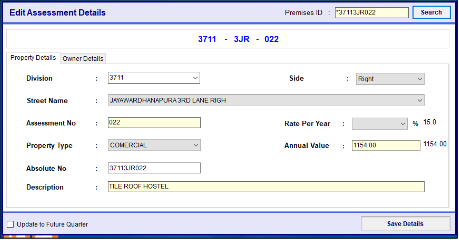 Edit Assessment Details Premises ID : *37113JR022 Search
3711 - 3JR - 022
Property Details Owner Details
Division : 3711 Side : Right
Street Name : JAYAWARDHANAPURA 3RD LANE RIGH
Assessment No : 022 Rate Per Year : % 15.0
Property Type : COMERCIAL Annual Value : 1154.00 1154.00
Absolute No : 37113JR022
Description : TILE ROOF HOSTEL
Update to Future Quarter Save Details